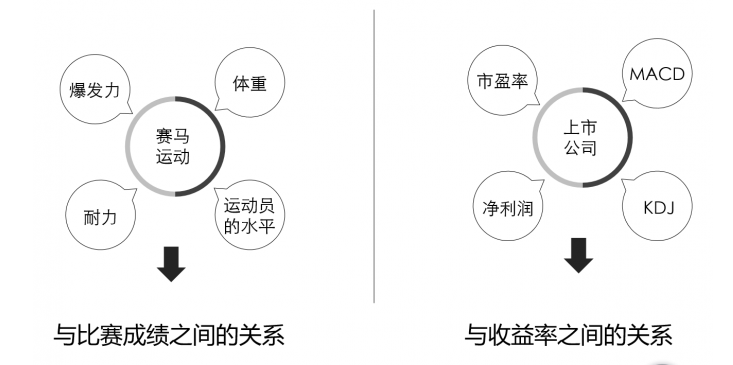 爆发力
体重
赛马
运动
耐力
运动员
的水平
与比赛成绩之间的关系
市盈率
MACD
上市
公司
净利润
KDJ
与收益率之间的关系